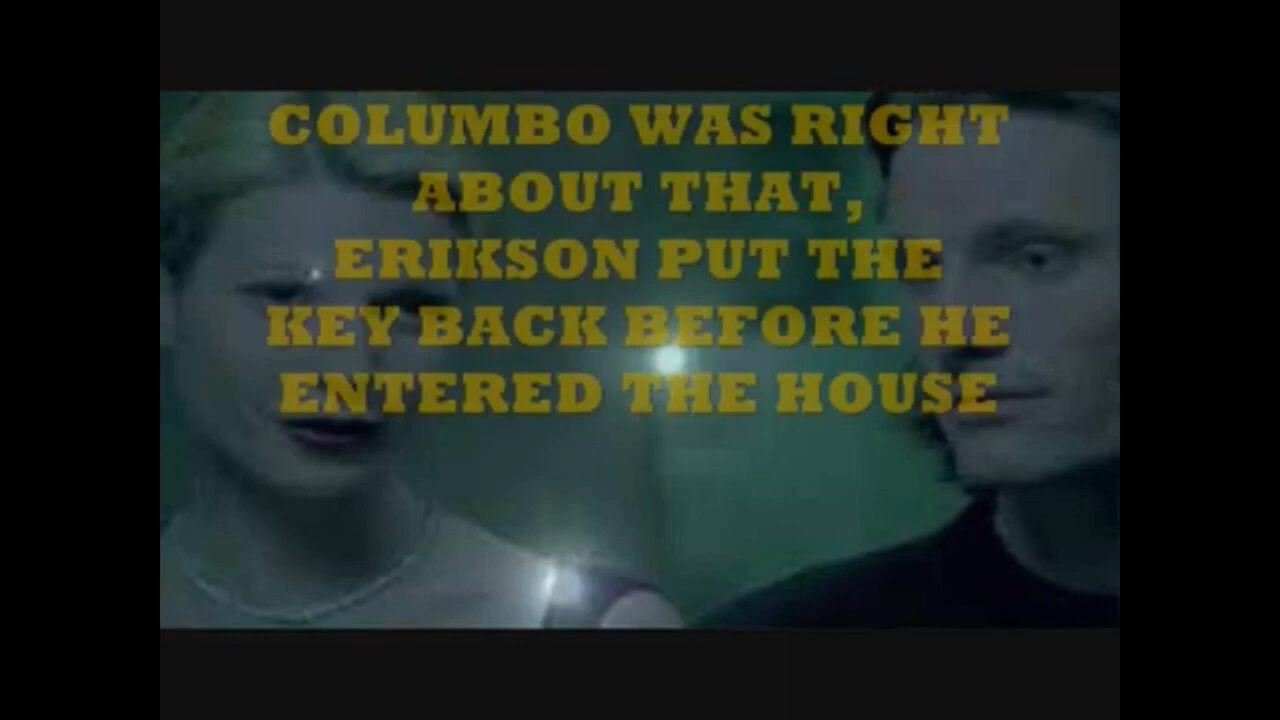 COLUMBO WAS RIGHT
ABOUT THAT,
ERIKSON PUT THE
KEY BACK BEFORE HE
ENTERED THE HOUSE